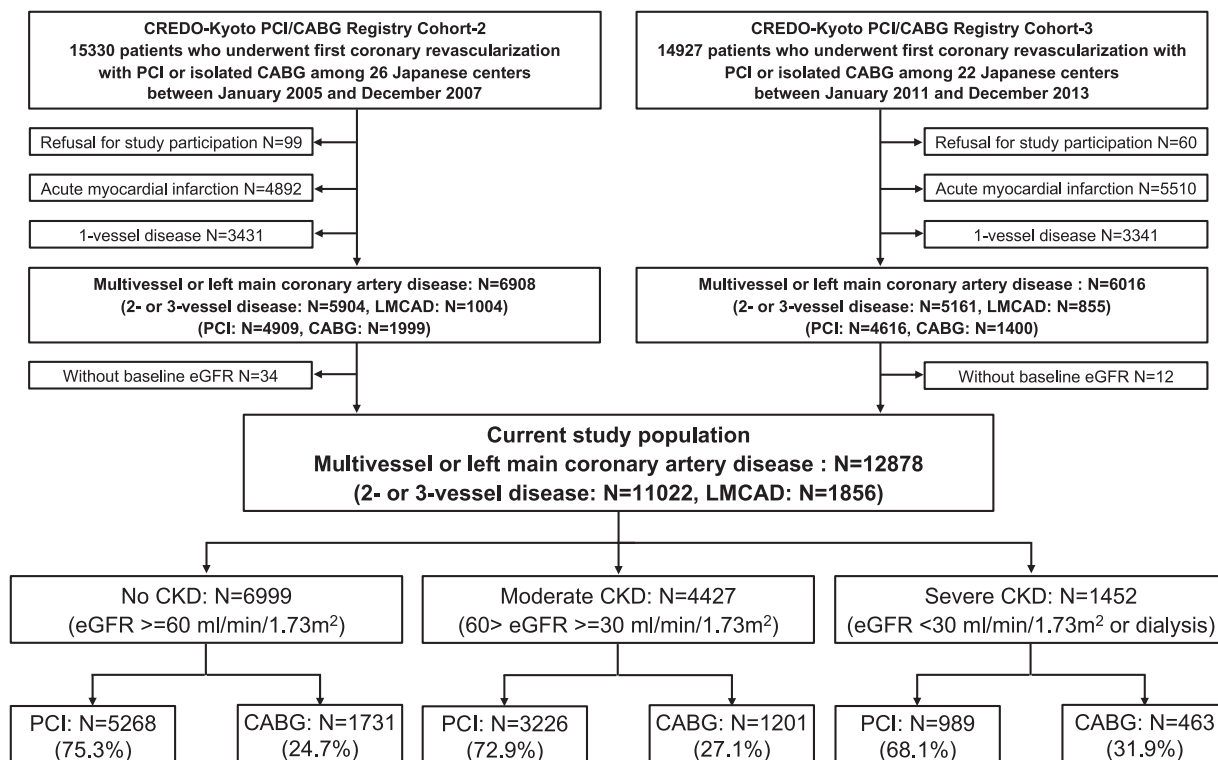 CREDO-Kyoto PCI/CABG Registry Cohort-2
15330 patients who underwent first coronary revascularization
with PCI or isolated CABG among 26 Japanese centers
between January 2005 and December 2007
CREDO-Kyoto PCI/CABG Registry Cohort-3
14927 patients who underwent first coronary revascularization with
PCI or isolated CABG among 22 Japanese centers
between January 2011 and December 2013
Refusal for study participation N=99
Refusal for study participation N=60
Acute myocardial infarction N=4892
Acute myocardial infarction N=5510
1-vessel disease N=3431
1-vessel disease N=3341
Multivessel or left main coronary artery disease: N=6908
(2- or 3-vessel disease: N=5904, LMCAD: N=1004)
(PCI: N=4909, CABG: N=1999)
Multivessel or left main coronary artery disease : N=6016
(2- or 3-vessel disease: N=5161, LMCAD: N=855)
(PCI: N=4616, CABG: N=1400)
Without baseline eGFR N=34
Without baseline eGFR N=12
Current study population
Multivessel or left main coronary artery disease : N=12878
(2- or 3-vessel disease: N=11022, LMCAD: N=1856)
No CKD: N=6999
(eGFR >=60 ml/min/1.73m²)
Moderate CKD: N=4427
(60> eGFR >=30 ml/min/1.73m²)
Severe CKD: N=1452
(eGFR <30 ml/min/1.73m² or dialysis)
PCI: N=5268
(75.3%)
CABG: N=1731
(24.7%)
PCI: N=3226
(72.9%)
CABG: N=1201
(27.1%)
PCI: N=989
(68.1%)
CABG: N=463
(31.9%)